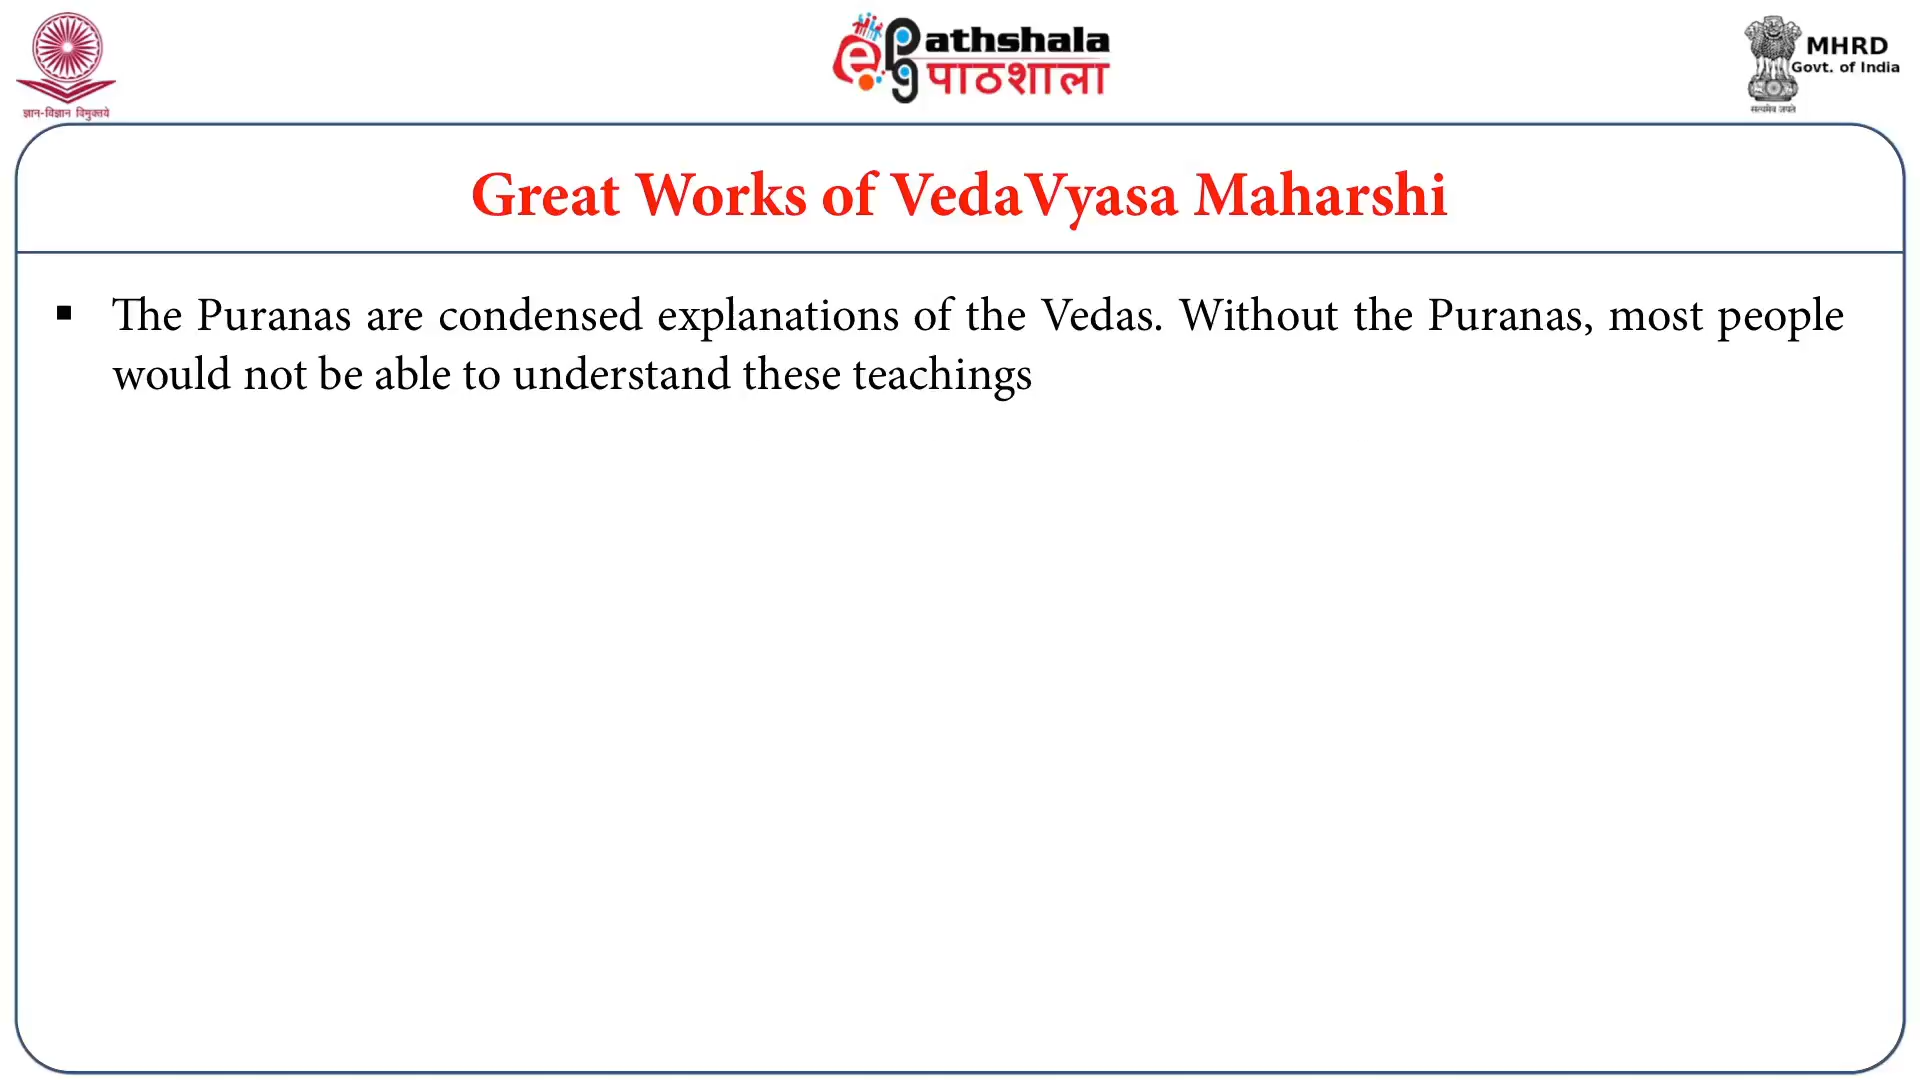 ज्ञान-विज्ञान विमुक्तये
ePathshala
पाठशाला
MHRD
Govt. of India
सत्यमेव जयते
Great Works of VedaVyasa Maharshi
▪ The Puranas are condensed explanations of the Vedas. Without the Puranas, most people
would not be able to understand these teachings